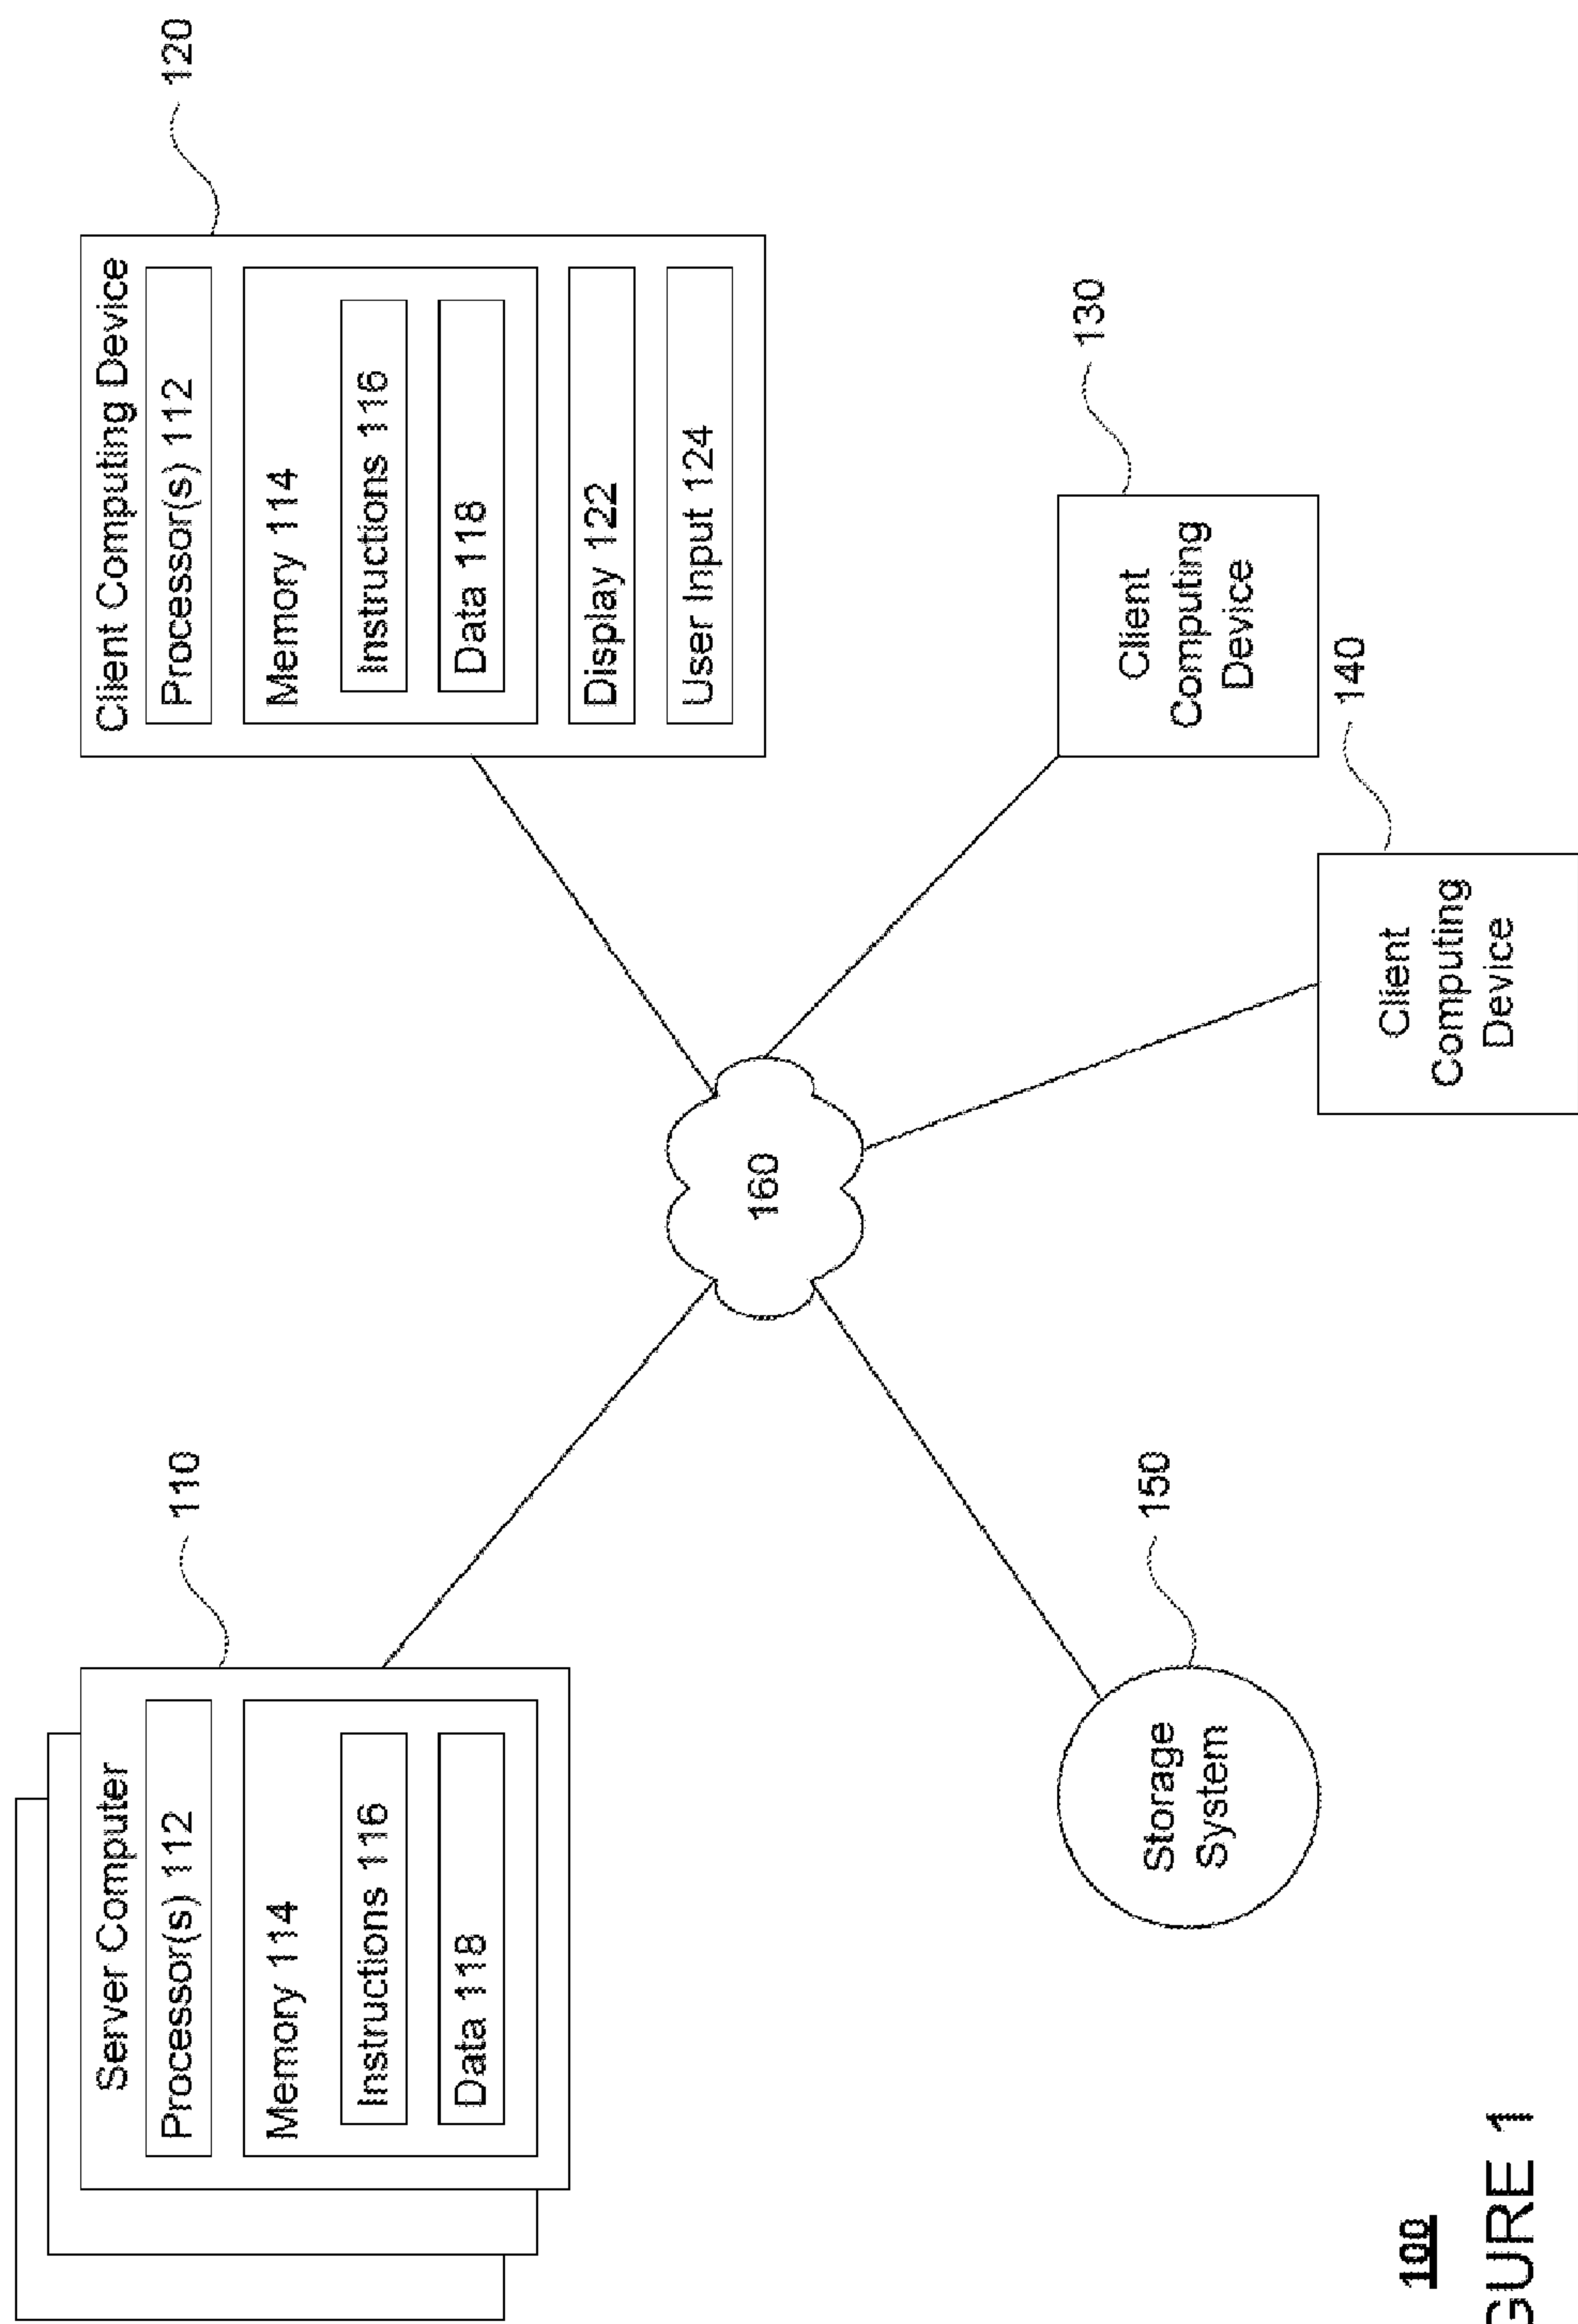 Server Computer
Processor(s) 112
Memory 114
Instructions 116
Data 118
110
Client Computing Device
Processor(s) 112
Memory 114
Instructions 116
Data 118
Display 122
User Input 124
120
160
Storage
System
150
Client
Computing
Device
130
Client
Computing
Device
140
100
GURE 1